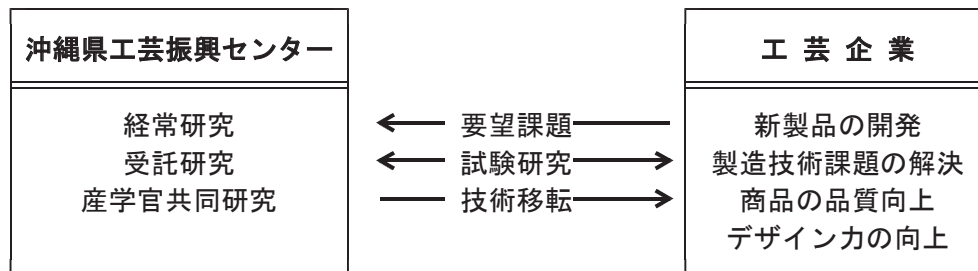 沖縄県工芸振興センター
経常研究
受託研究
産学官共同研究
要望課題
試験研究
技術移転
工芸企業
新製品の開発
製造技術課題の解決
商品の品質向上
デザイン力の向上